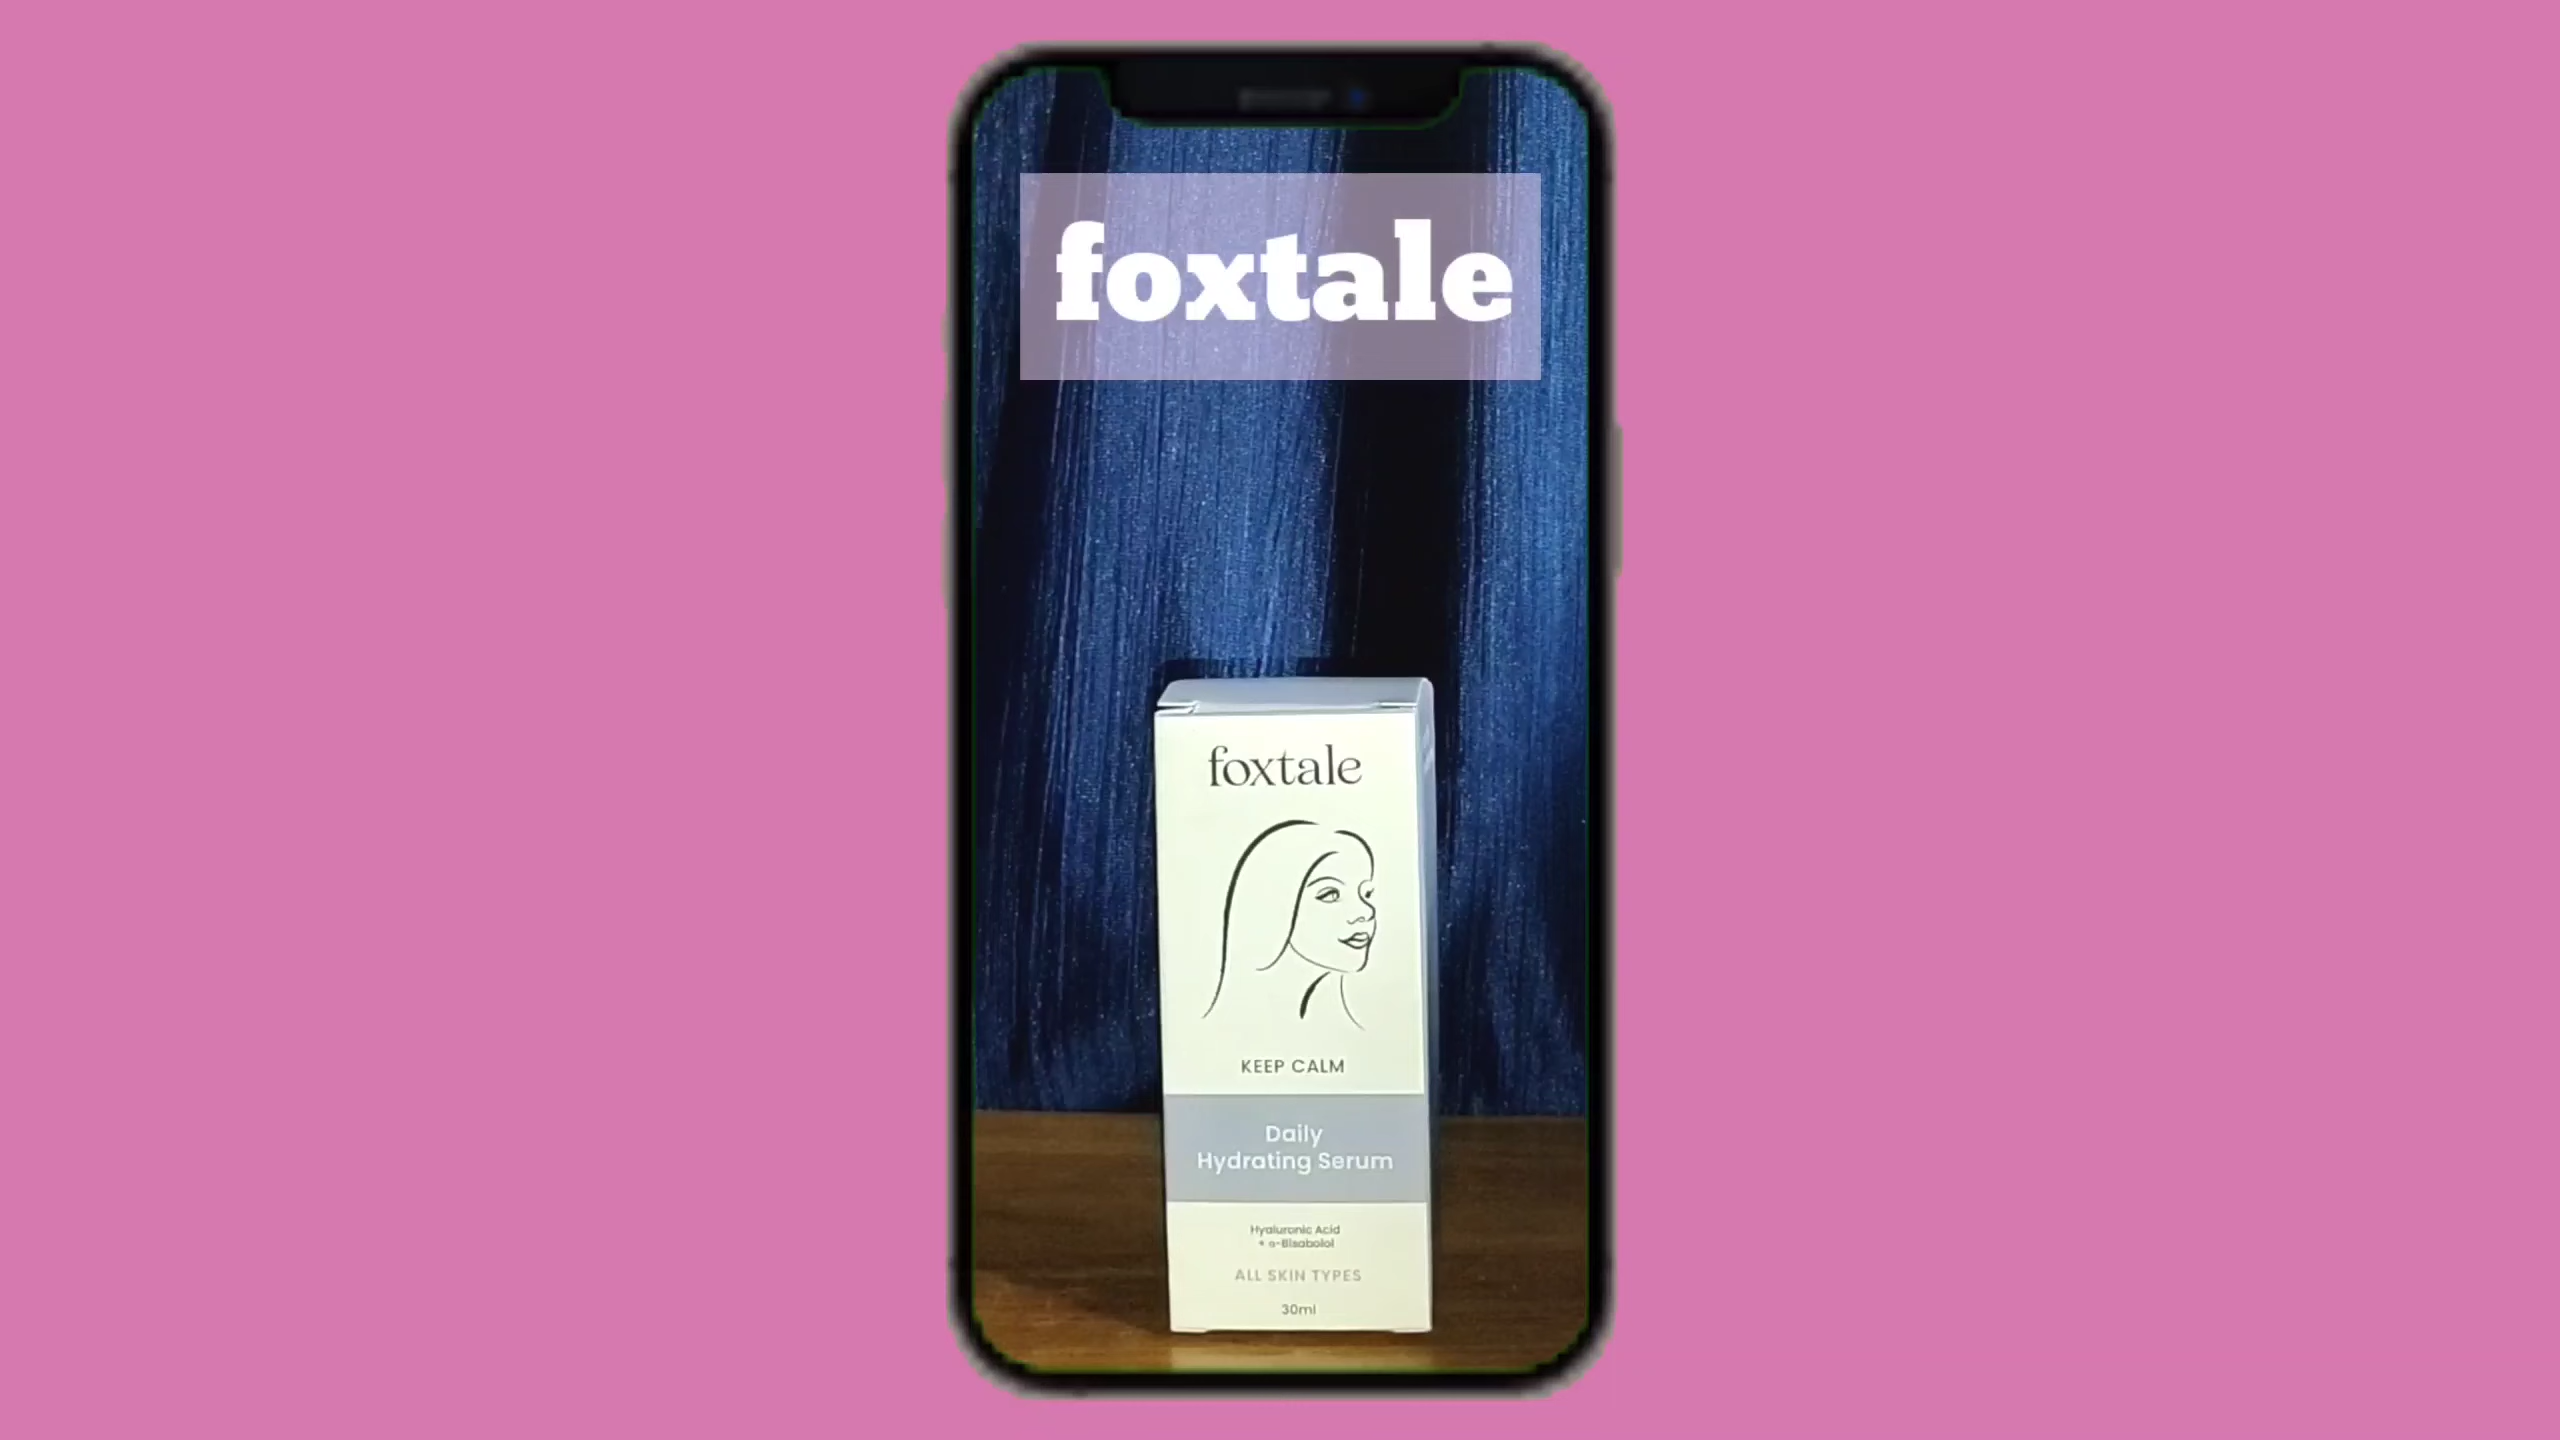 foxtale
foxtale
KEEP CALM
Daily
Hydrating Serum
Hyaluronic Acid
+ α-Bisabolol
ALL SKIN TYPES
30ml